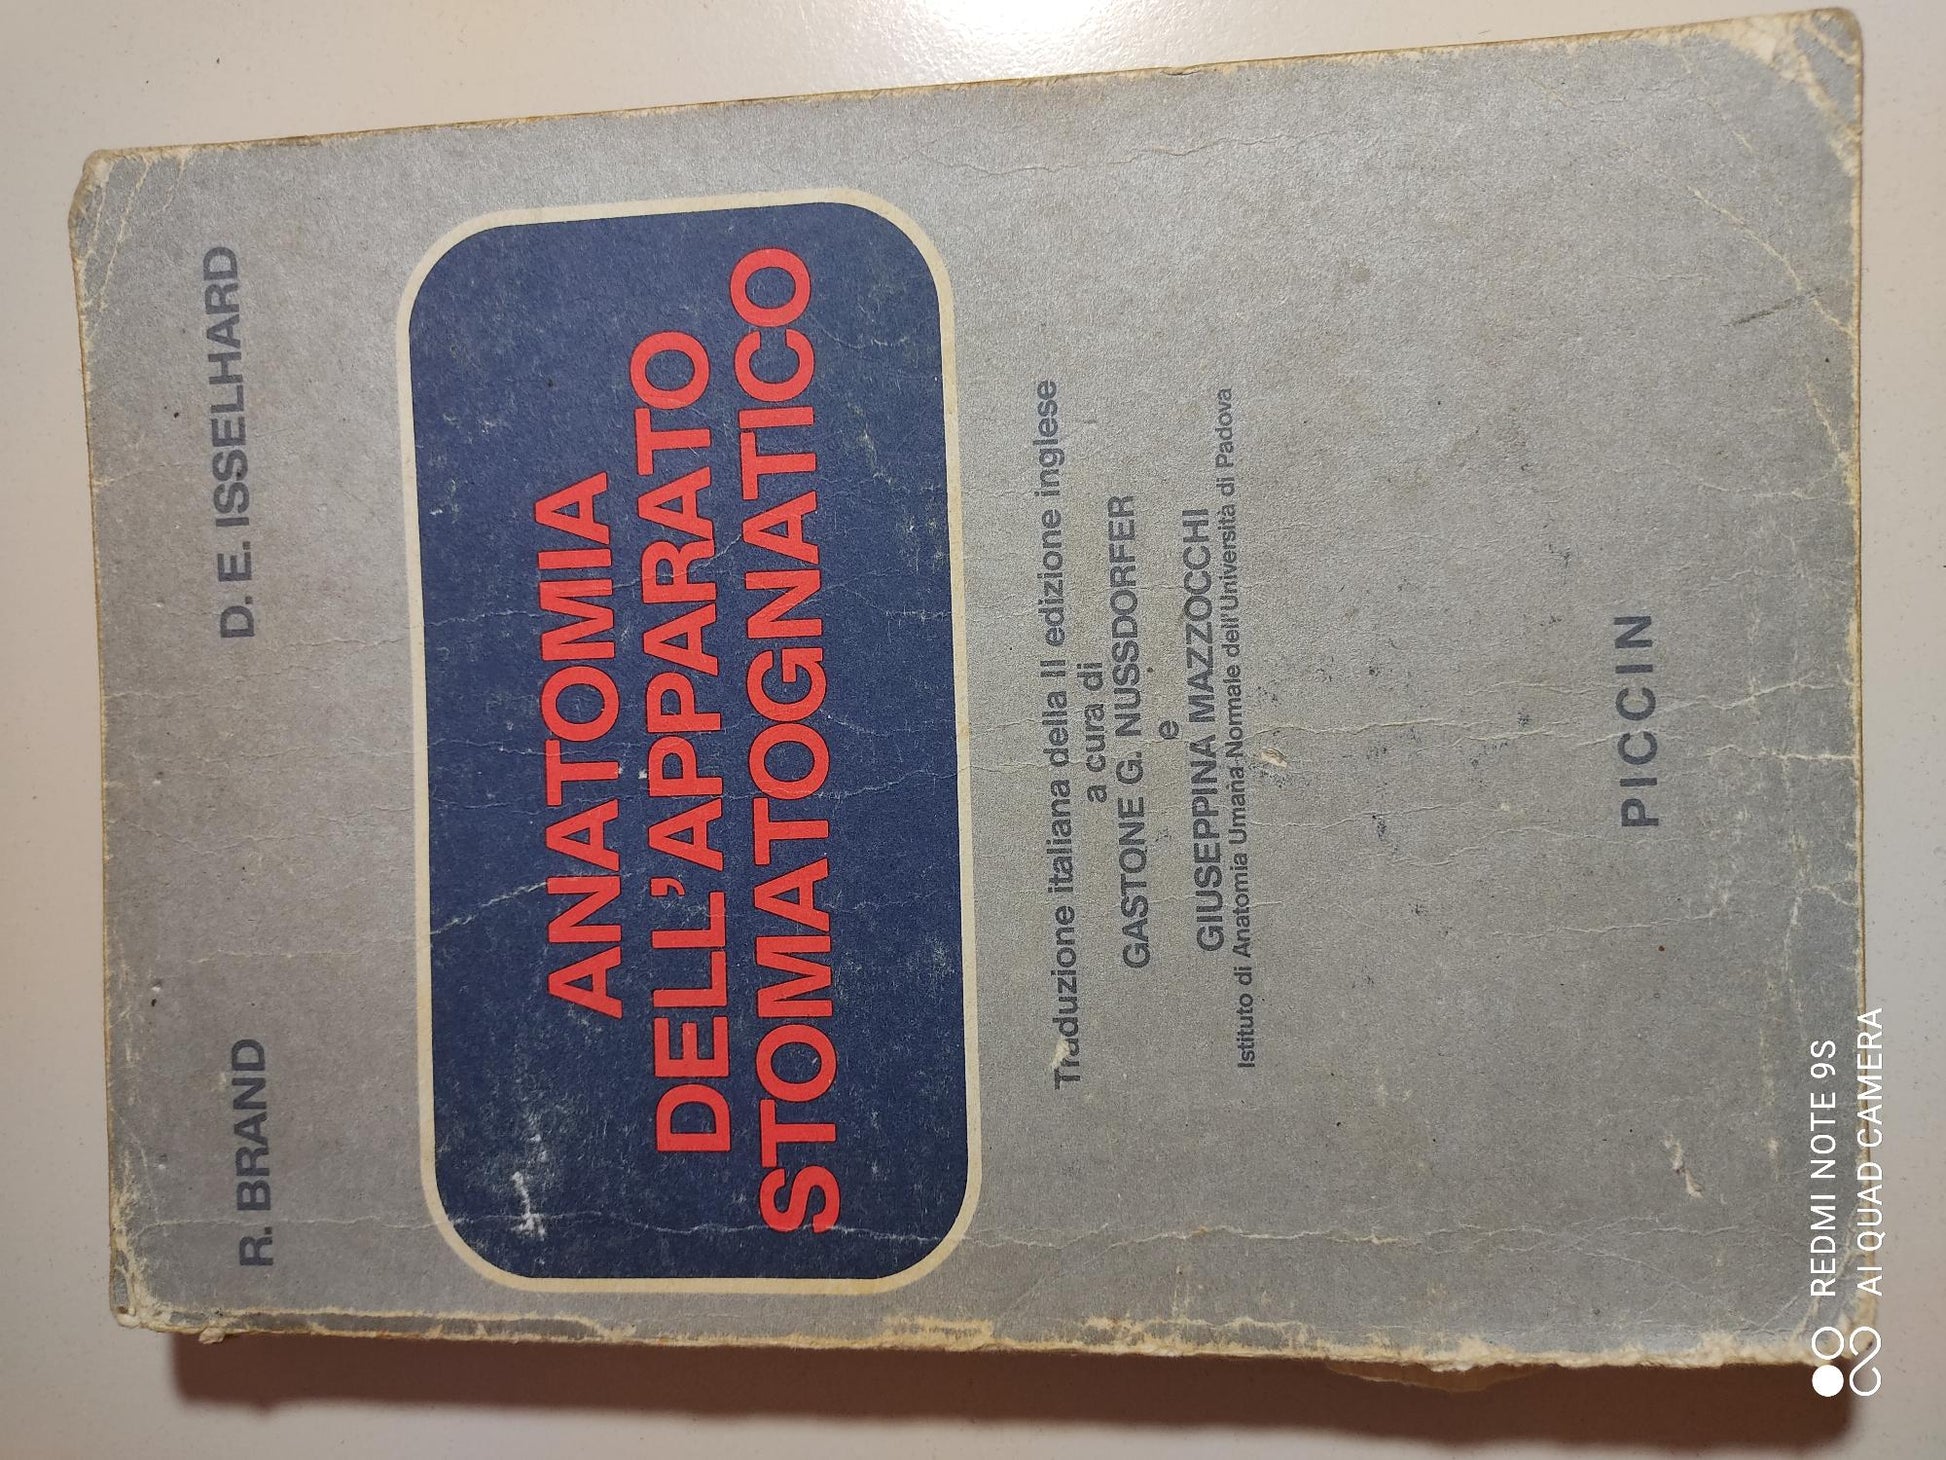 R. BRAND D. E. ISSELHARD
ANATOMIA
DELL'APPARATO
STOMATOGNATICO
Traduzione italiana della II edizione inglese
a cura di
GASTONE G. NUSSDORFER
e
GIUSEPPINA MAZZOCCHI
Istituto di Anatomia Umana Normale dell'Università di Padova
PICCIN
REDMI NOTE 9S
AI QUAD CAMERA